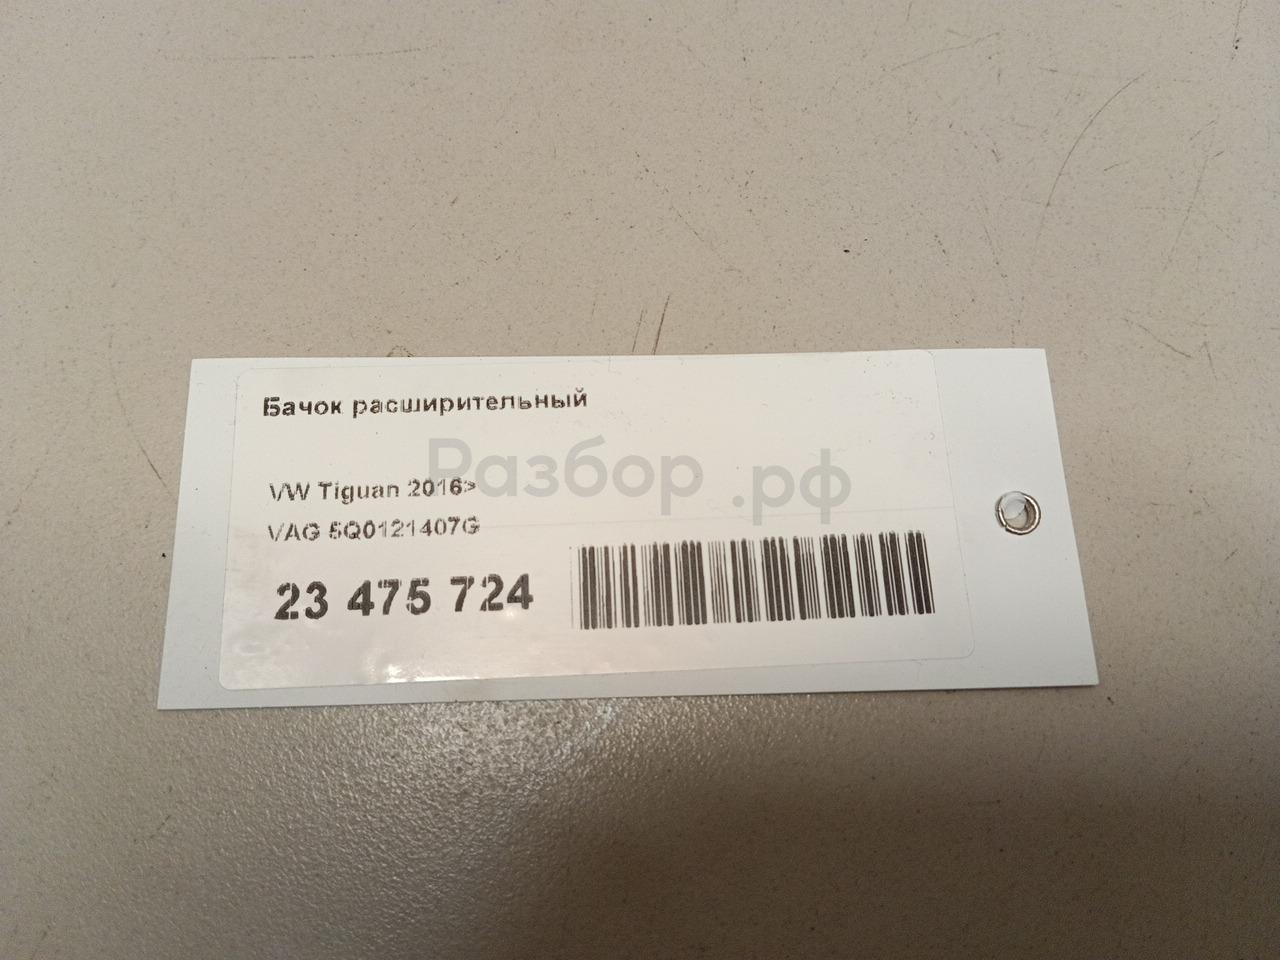 Бачок расширительный
Разбор.рф
VW Tiguan 2016>
VAG 5Q0121407G
23 475 724